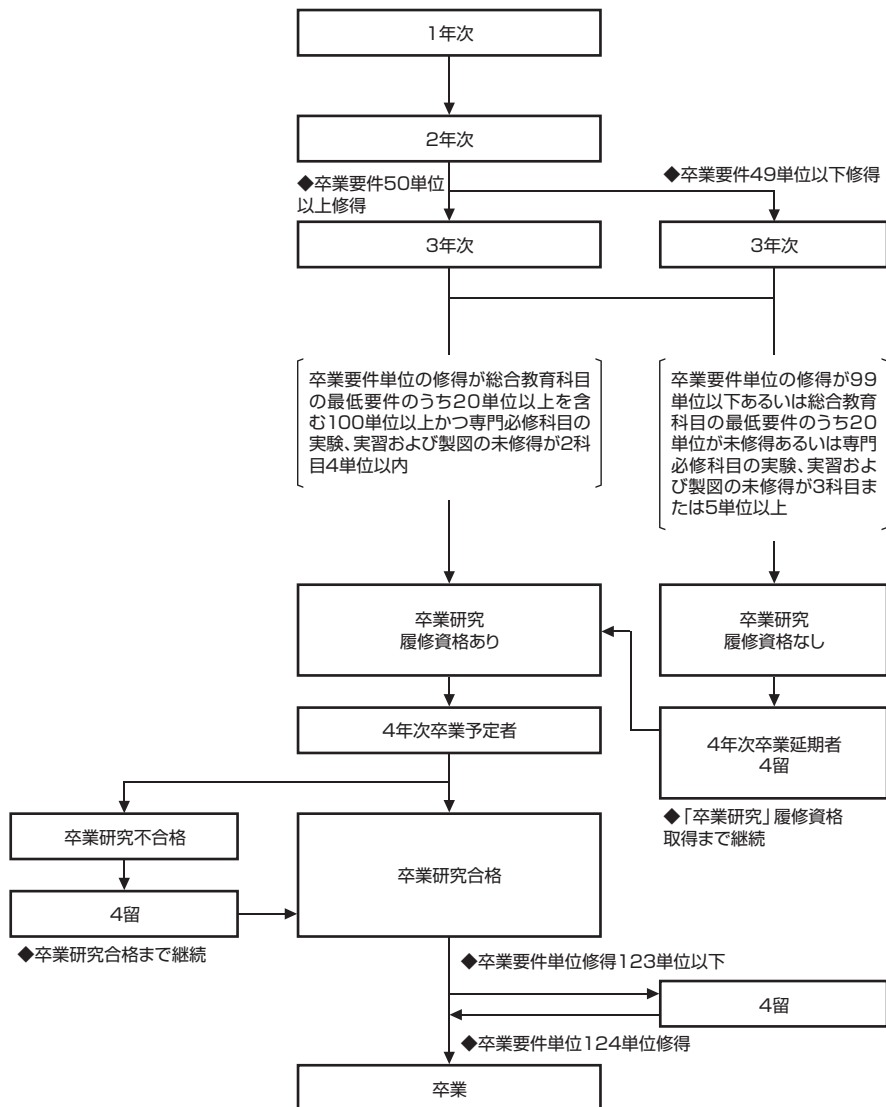 1年次
2年次
◆卒業要件50単位
以上修得
◆卒業要件49単位以下修得
3年次
3年次
卒業要件単位の修得が総合教育科目
の最低要件のうち20単位以上を含
む100単位以上かつ専門必修科目の
実験、実習および製図の未修得が2科
目4単位以内
卒業要件単位の修得が99
単位以下あるいは総合教育
科目の最低要件のうち20
単位が未修得あるいは専門
必修科目の実験、実習およ
び製図の未修得が3科目ま
たは5単位以上
卒業研究
履修資格あり
卒業研究
履修資格なし
4年次卒業予定者
4年次卒業延期者
4留
◆「卒業研究」履修資格
取得まで継続
卒業研究不合格
卒業研究合格
4留
◆卒業研究合格まで継続
◆卒業要件単位修得123単位以下
4留
◆卒業要件単位124単位修得
卒業